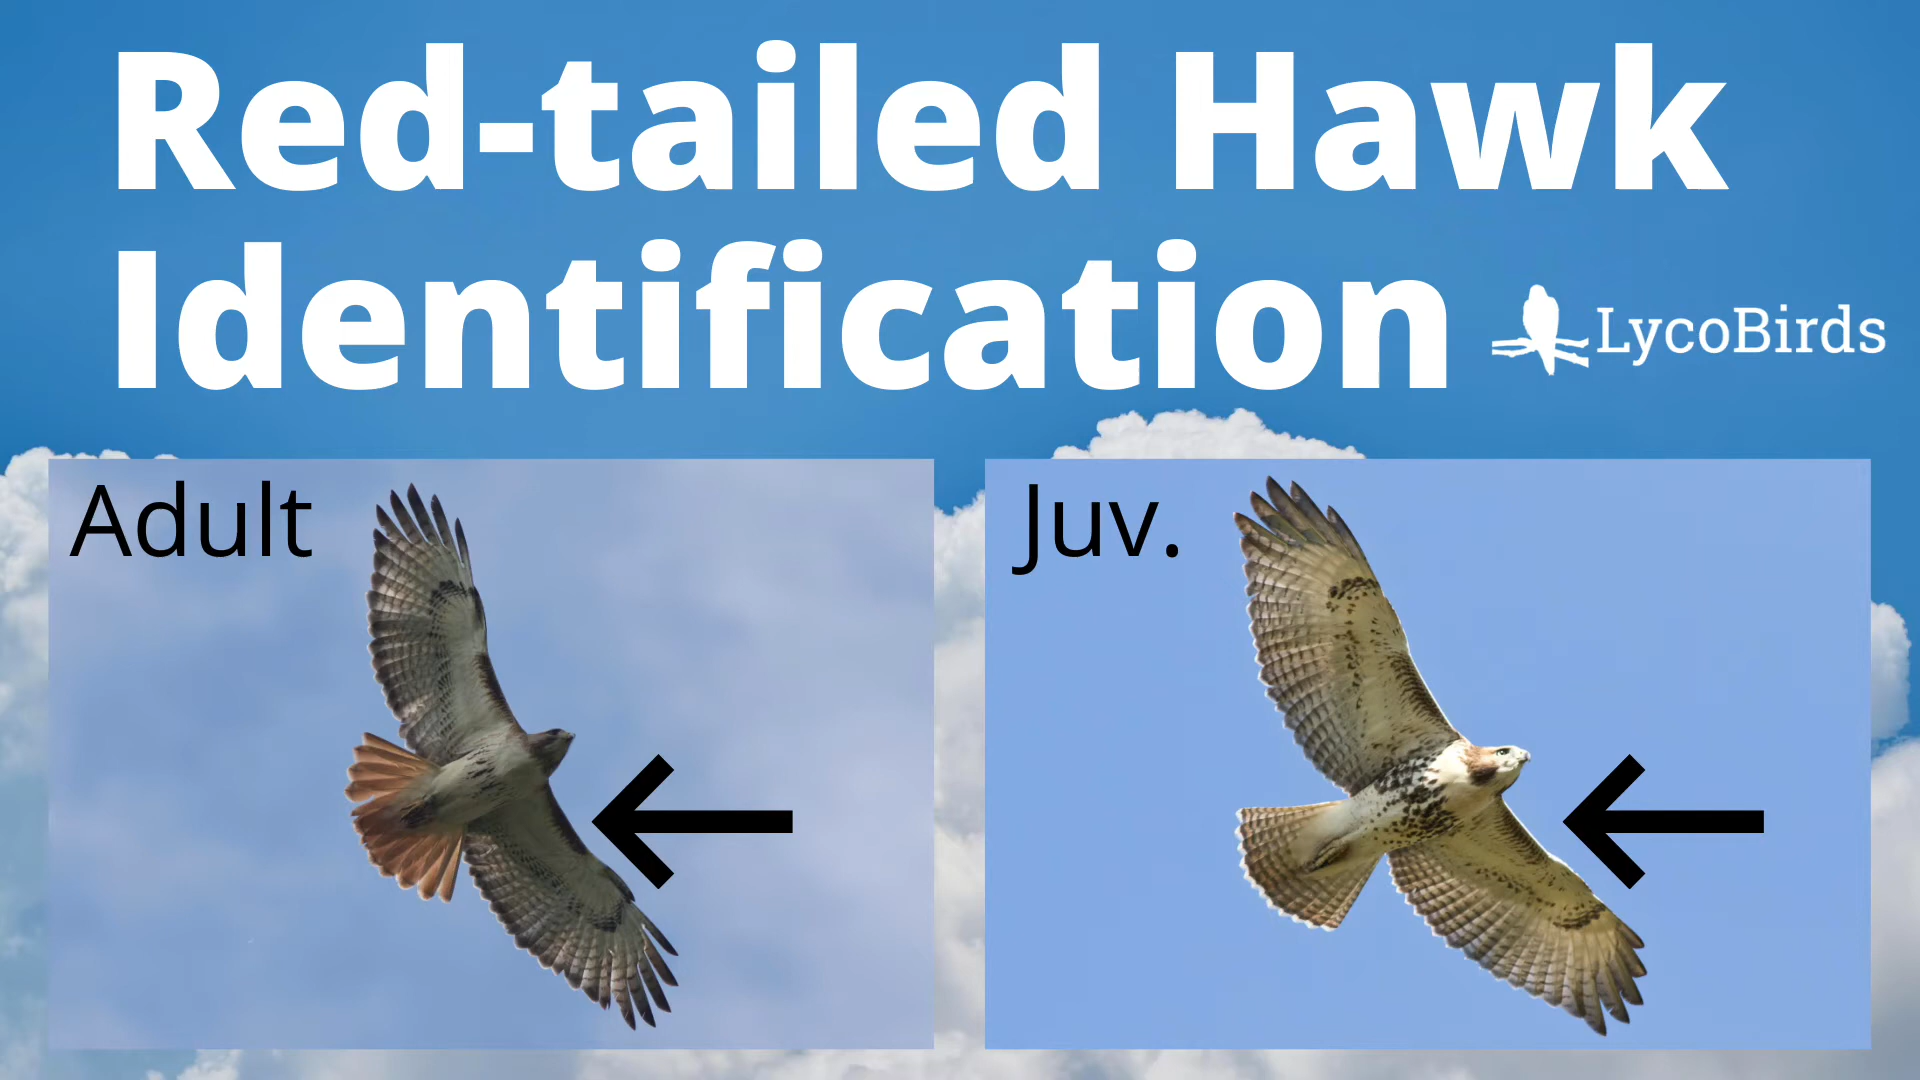 Red-tailed Hawk
Identification
LycoBirds
Adult
Juv.